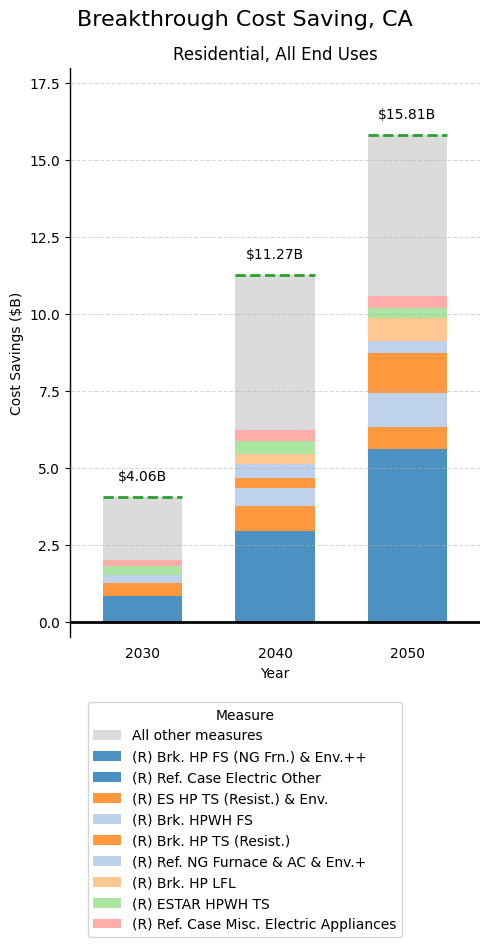 Breakthrough Cost Saving, CA
Residential, All End Uses
17.5
15.0
12.5
10.0
7.5
5.0
2.5
0.0
Cost Savings ($B)
$4.06B
$11.27B
$15.81B
2030
2040
2050
Year
Measure
All other measures
(R) Brk. HP FS (NG Frn.) & Env.++
(R) Ref. Case Electric Other
(R) ES HP TS (Resist.) & Env.
(R) Brk. HPWH FS
(R) Brk. HP TS (Resist.)
(R) Ref. NG Furnace & AC & Env.+
(R) Brk. HP LFL
(R) ESTAR HPWH TS
(R) Ref. Case Misc. Electric Appliances